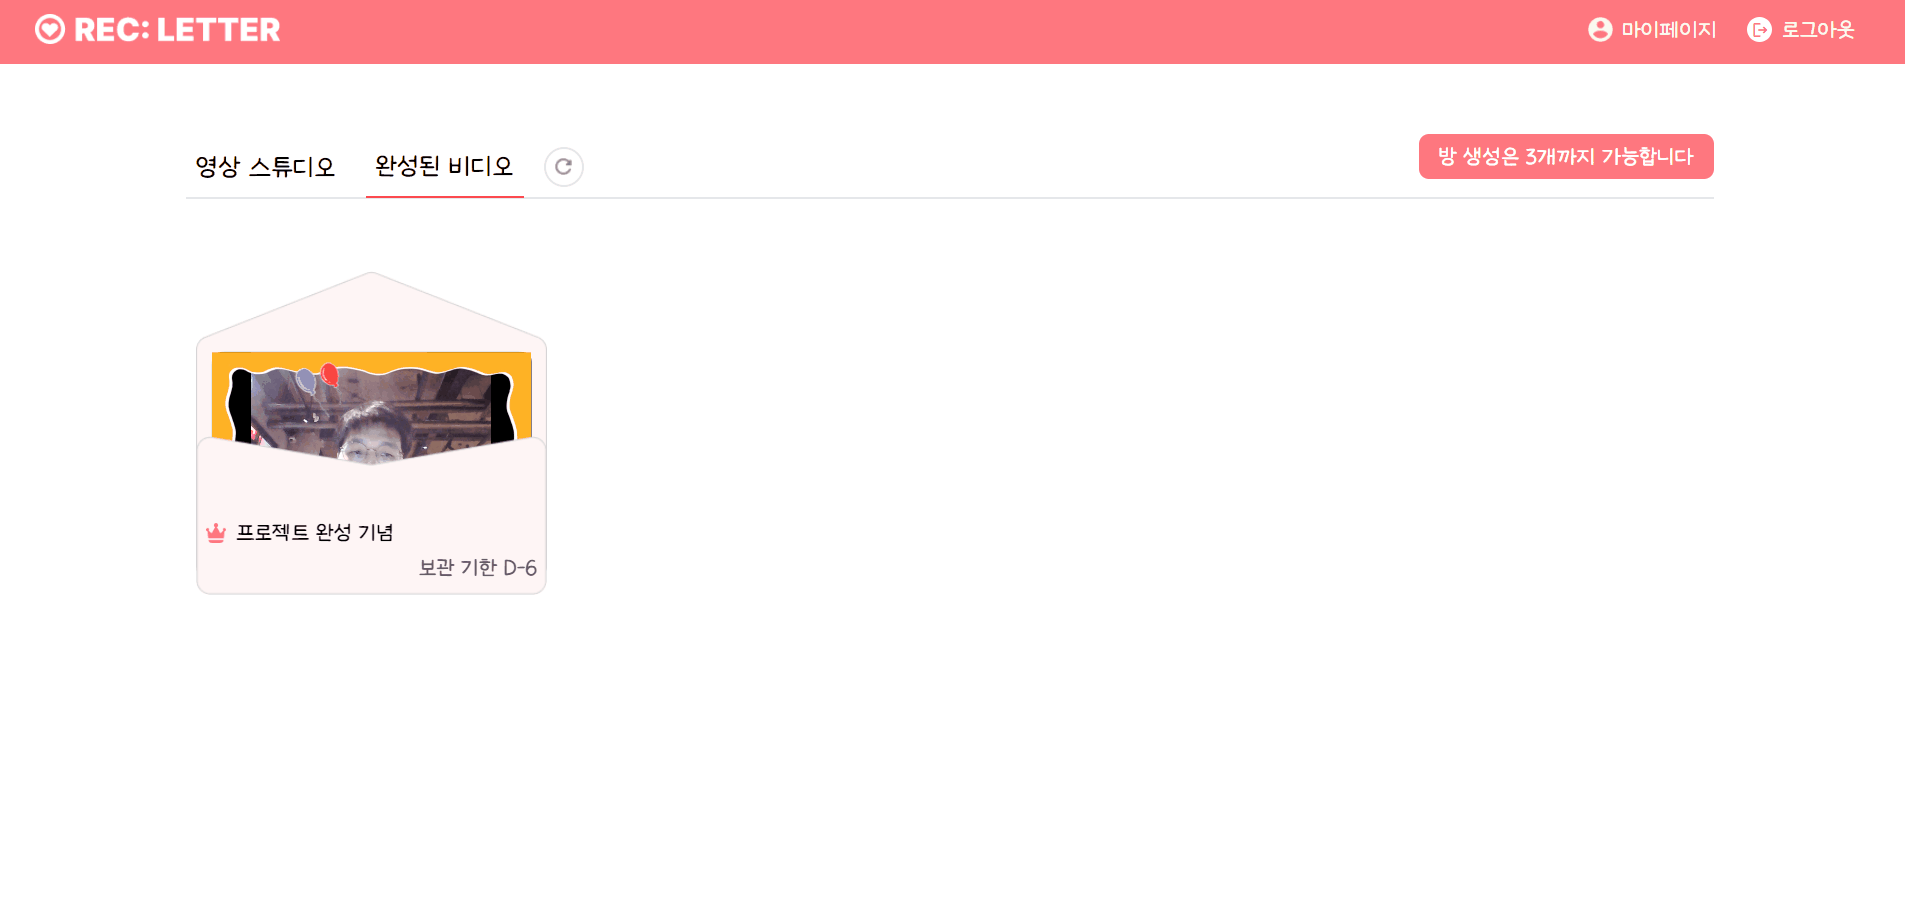 REC: LETTER
마이페이지
로그아웃
영상 스튜디오
완성된 비디오
방 생성은 3개까지 가능합니다
프로젝트 완성 기념
보관 기한 D-6